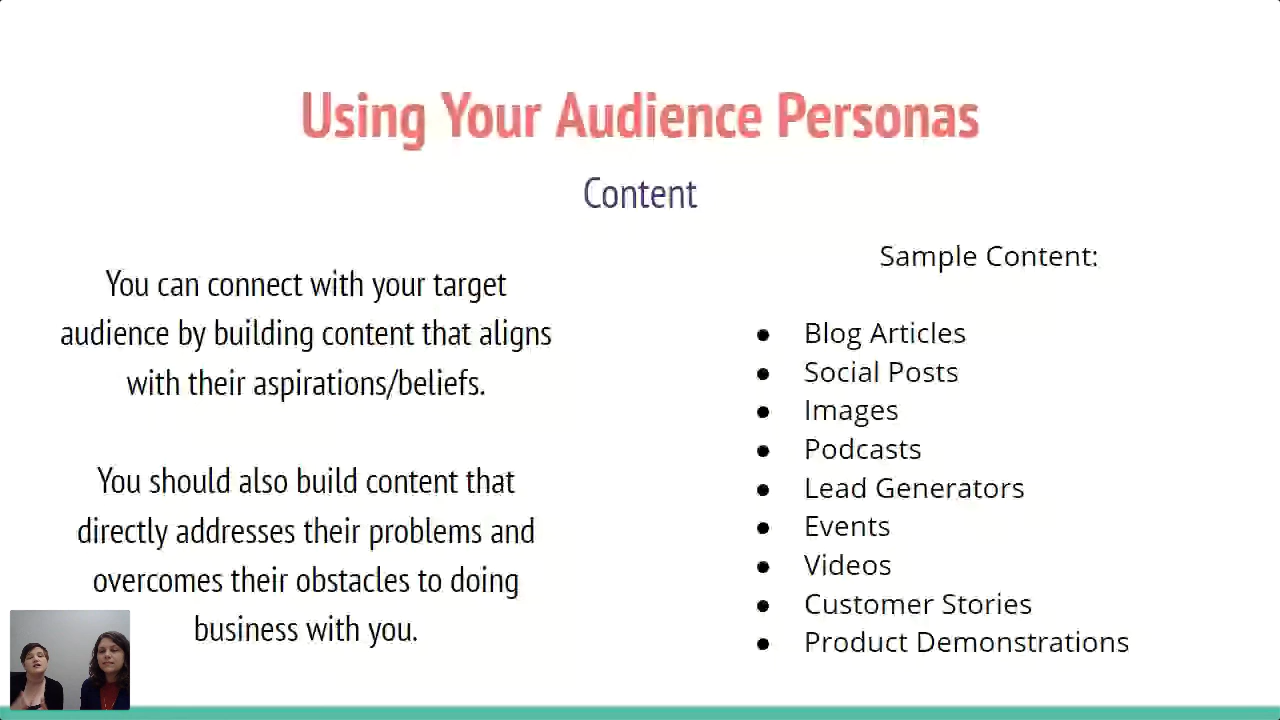 Using Your Audience Personas
Content
You can connect with your target
audience by building content that aligns
with their aspirations/beliefs.
You should also build content that
directly addresses their problems and
overcomes their obstacles to doing
business with you.
Sample Content:
● Blog Articles
● Social Posts
● Images
● Podcasts
● Lead Generators
● Events
● Videos
● Customer Stories
● Product Demonstrations